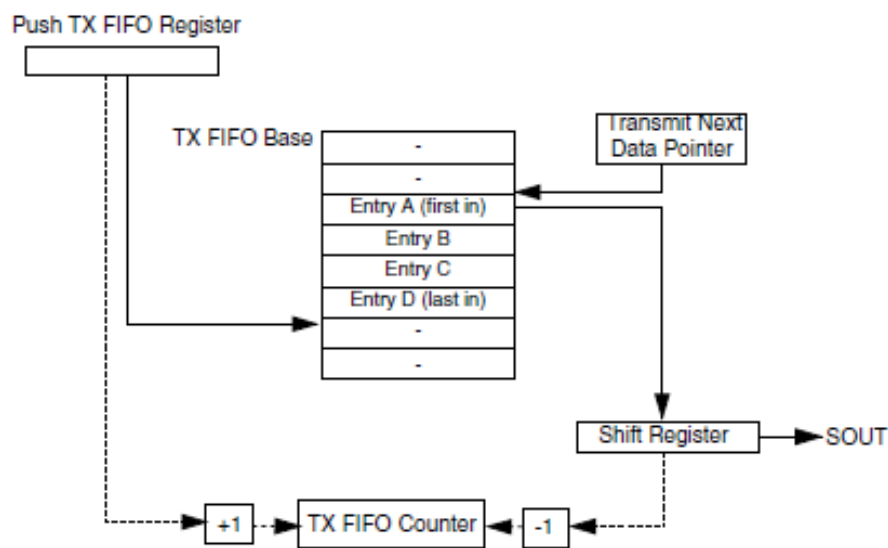 Push TX FIFO Register
TX FIFO Base
Transmit Next
Data Pointer
-
-
Entry A (first in)
Entry B
Entry C
Entry D (last in)
-
-
Shift Register
SOUT
+1
TX FIFO Counter
-1